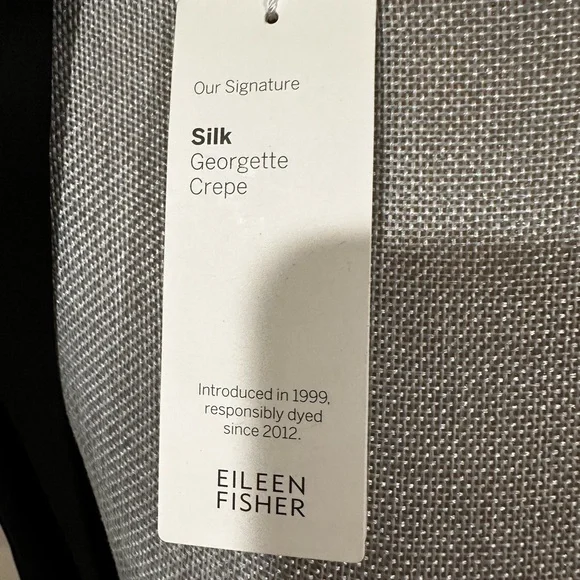 Our Signature
Silk
Georgette
Crepe
Introduced in 1999,
responsibly dyed
since 2012.
EILEEN
FISHER